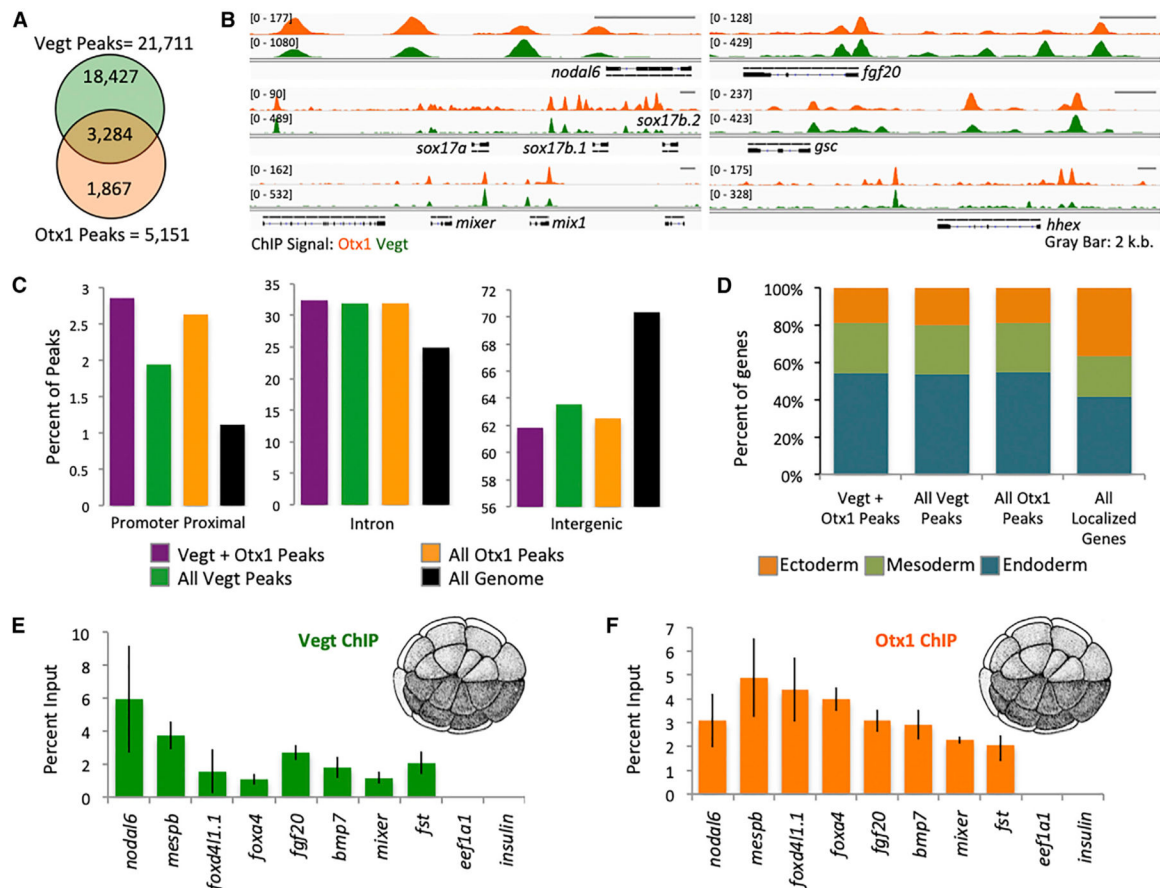 A
Vegt Peaks= 21,711
18,427
3,284
1,867
Otx1 Peaks = 5,151
B
[0 - 177]
[0 - 1080]
nodal6
[0 - 90]
[0 - 489]
sox17b.2
sox17a
sox17b.1
[0 - 162]
[0 - 532]
mixer
mix1
ChIP Signal: Otx1 Vegt
[0 - 128]
[0 - 429]
fgf20
[0 - 237]
[0 - 423]
gsc
[0 - 175]
[0 - 328]
hhex
Gray Bar: 2 k.b.
C
Percent of Peaks
3
2.5
2
1.5
1
0.5
0
Promoter Proximal
35
30
25
20
15
10
5
0
Intron
72
70
68
66
64
62
60
58
56
Intergenic
Vegt + Otx1 Peaks
All Otx1 Peaks
All Vegt Peaks
All Genome
D
Percent of genes
100%
80%
60%
40%
20%
0%
Vegt + Otx1 Peaks
All Vegt Peaks
All Otx1 Peaks
All Localized Genes
Ectoderm
Mesoderm
Endoderm
E
Vegt ChIP
Percent Input
10
8
6
4
2
0
nodal6
mespb
foxd4l1.1
foxa4
fgf20
bmp7
mixer
fst
eef1a1
insulin
F
Otx1 ChIP
Percent Input
7
6
5
4
3
2
1
0
nodal6
mespb
foxd4l1.1
foxa4
fgf20
bmp7
mixer
fst
eef1a1
insulin